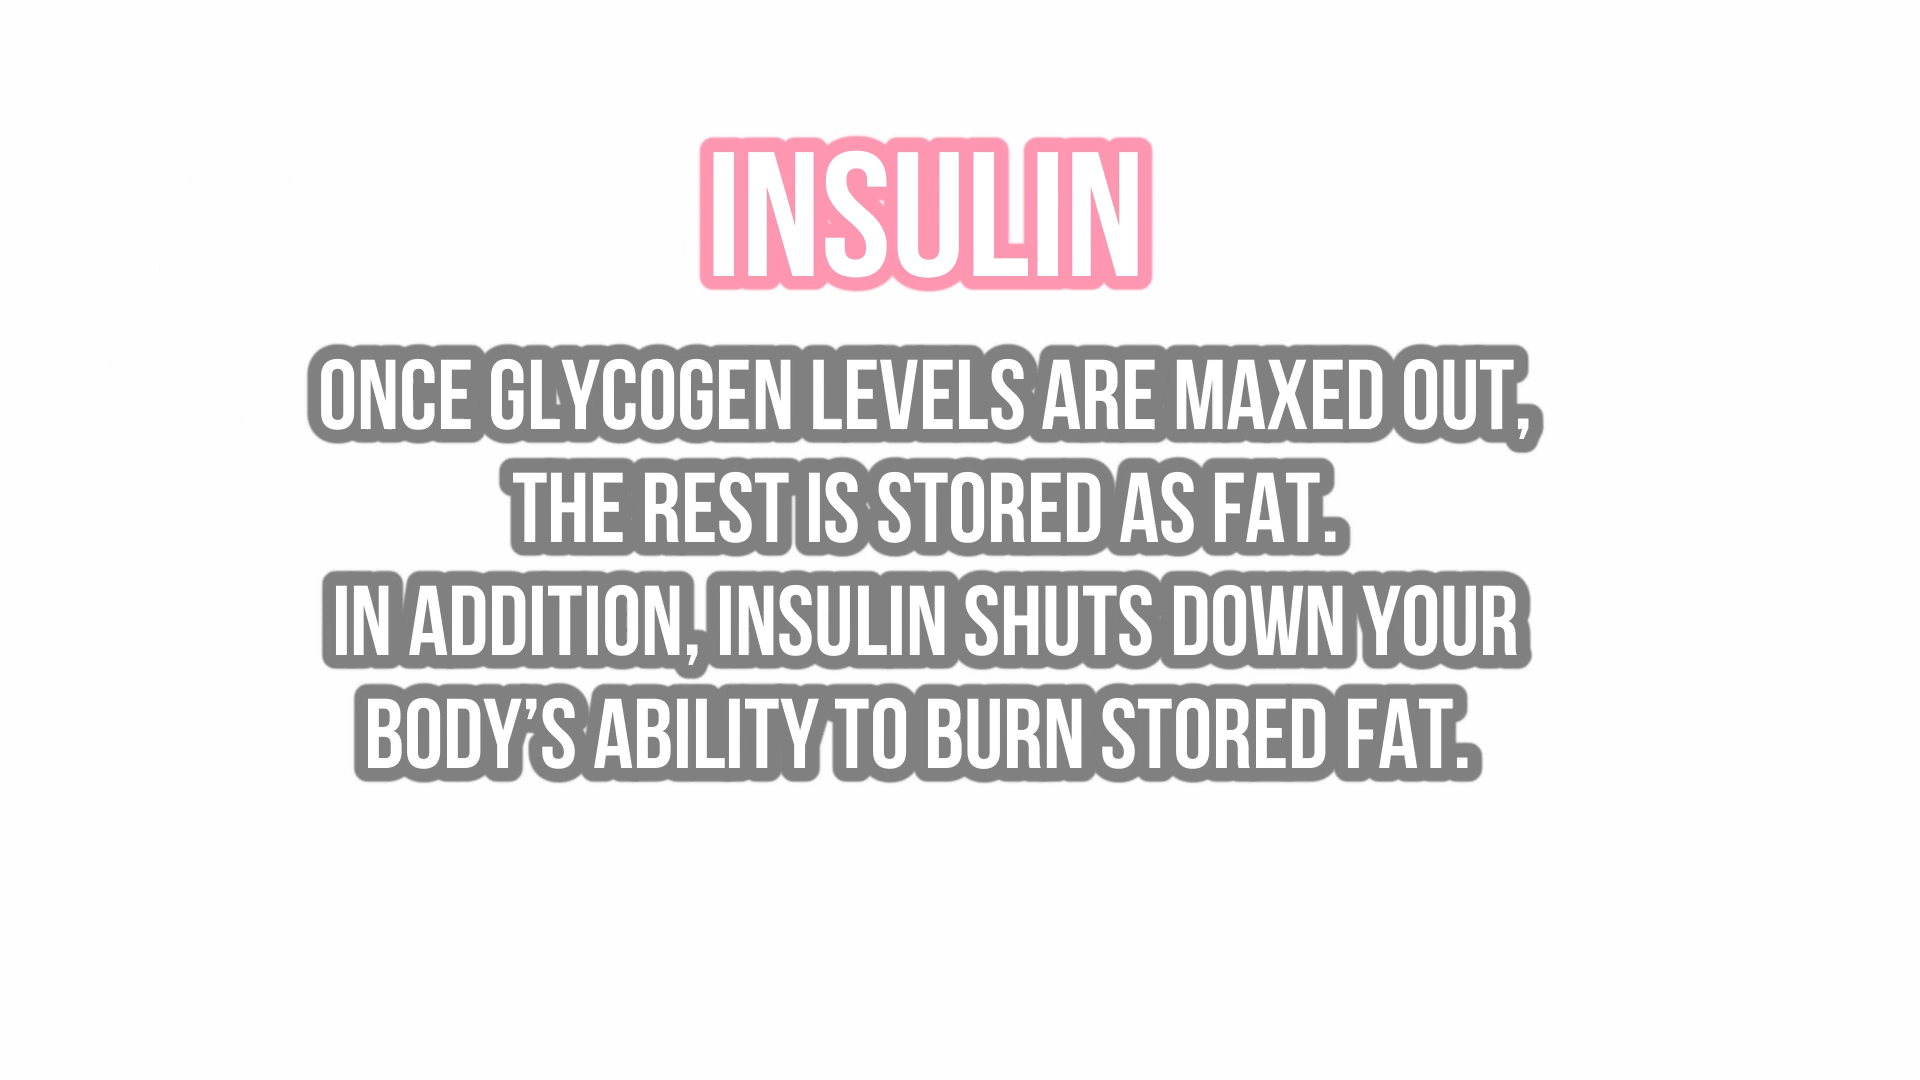 INSULIN
ONCE GLYCOGEN LEVELS ARE MAXED OUT,
THE REST IS STORED AS FAT.
IN ADDITION, INSULIN SHUTS DOWN YOUR
BODY’S ABILITY TO BURN STORED FAT.